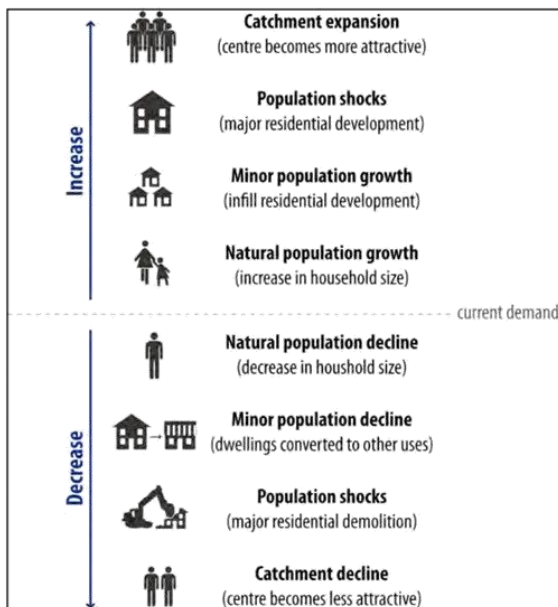 Catchment expansion
(centre becomes more attractive)
Population shocks
(major residential development)
Increase
Minor population growth
(infill residential development)
Natural population growth
(increase in household size)
current demand
Natural population decline
(decrease in houshold size)
Minor population decline
(dwellings converted to other uses)
Decrease
Population shocks
(major residential demolition)
Catchment decline
(centre becomes less attractive)